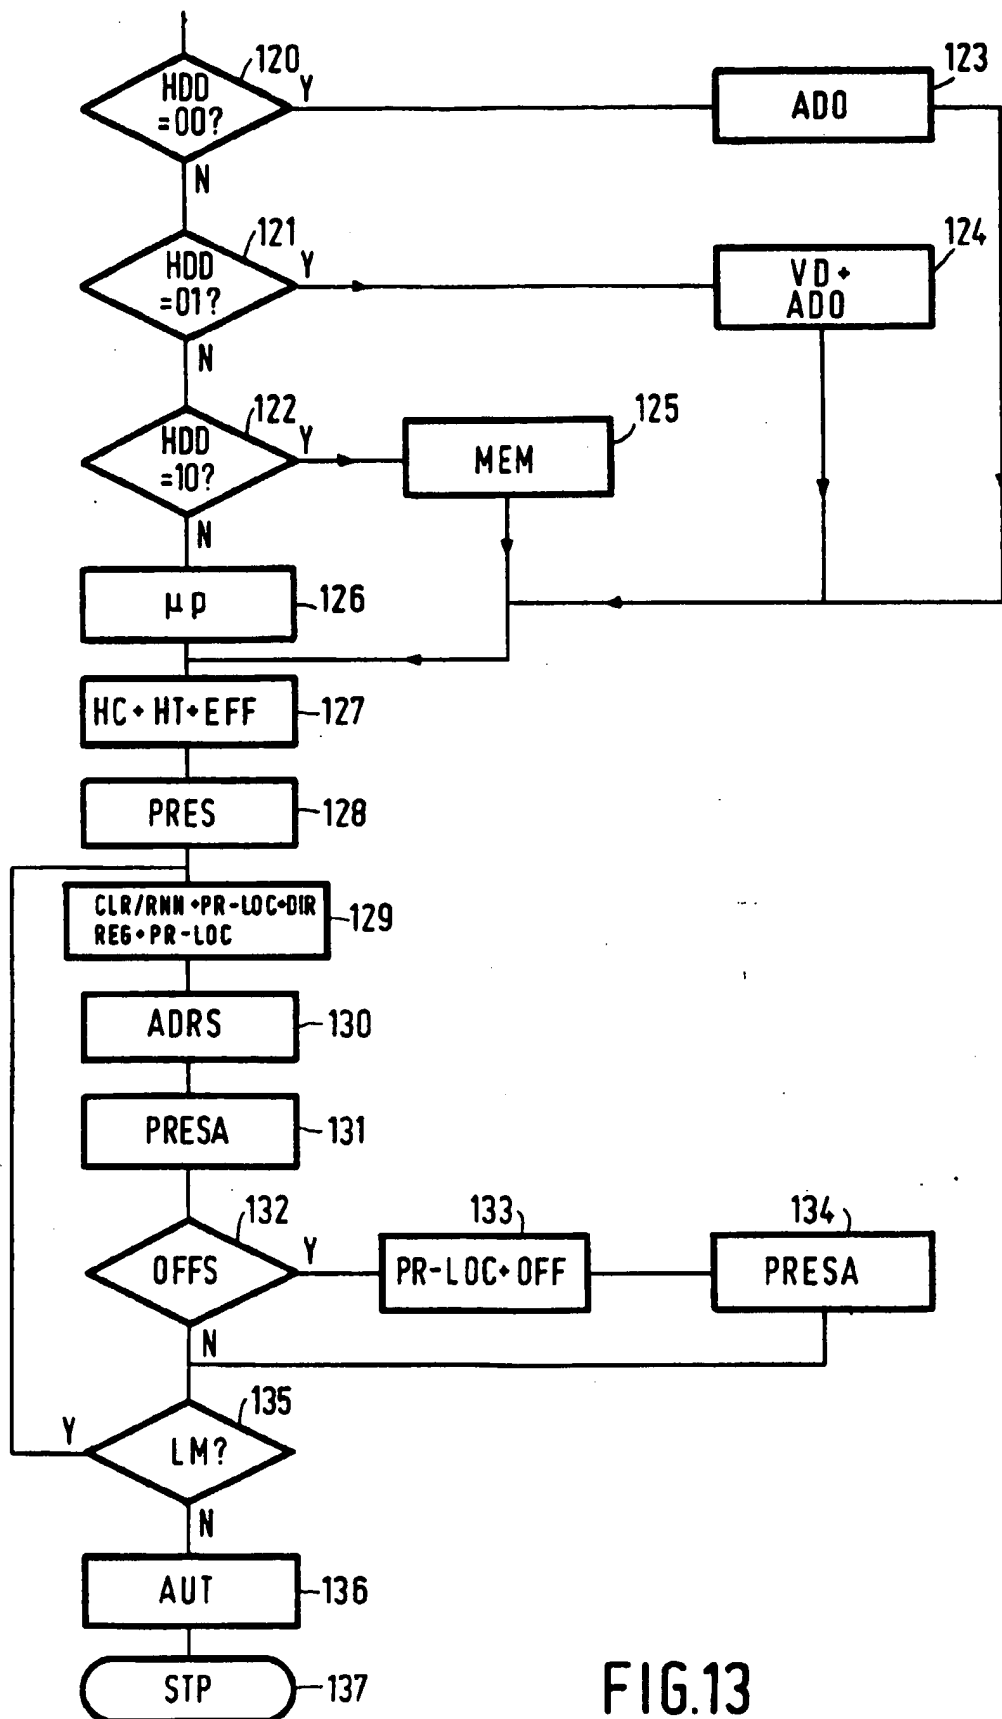 120
HDD
=00?
Y
N
ADO
123
121
HDD
=01?
Y
N
VD+
ADO
124
122
HDD
=10?
Y
N
MEM
125
μp
126
HC+HT+EFF
127
PRES
128
CLR/RNN+PR-LOC+DIR
REG+PR-LOC
129
ADRS
130
PRESA
131
132
OFFS
Y
N
133
PR-LOC+OFF
134
PRESA
135
Y
LM?
N
AUT
136
STP
137
FIG.13